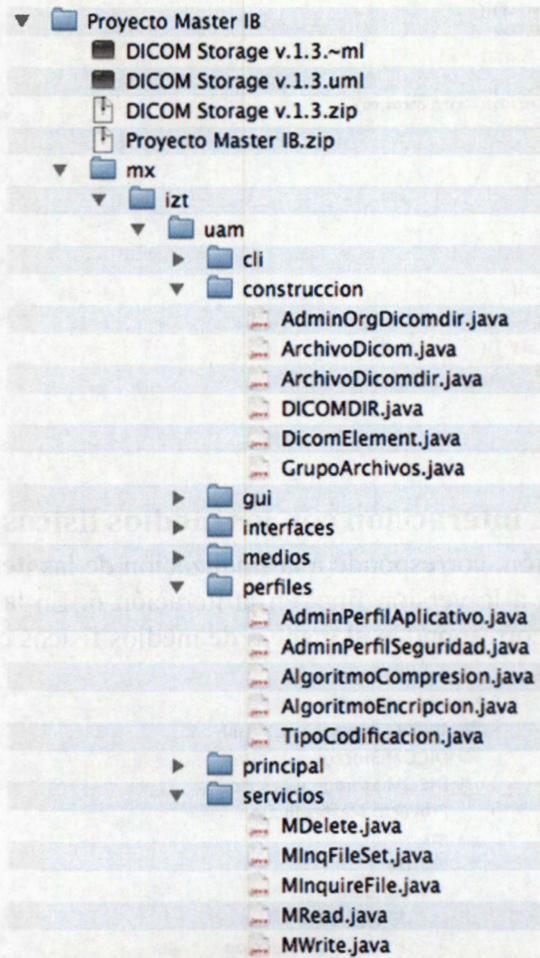 Proyecto Master IB
DICOM Storage v.1.3.~ml
DICOM Storage v.1.3.uml
DICOM Storage v.1.3.zip
Proyecto Master IB.zip
mx
izt
uam
cli
construccion
AdminOrgDicomdir.java
ArchivoDicom.java
ArchivoDicomdir.java
DICOMDIR.java
DicomElement.java
GrupoArchivos.java
gui
interfaces
medios
perfiles
AdminPerfilAplicativo.java
AdminPerfilSeguridad.java
AlgoritmoCompresion.java
AlgoritmoEncripcion.java
TipoCodificacion.java
principal
servicios
MDelete.java
MInqFileSet.java
MInquireFile.java
MRead.java
MWrite.java